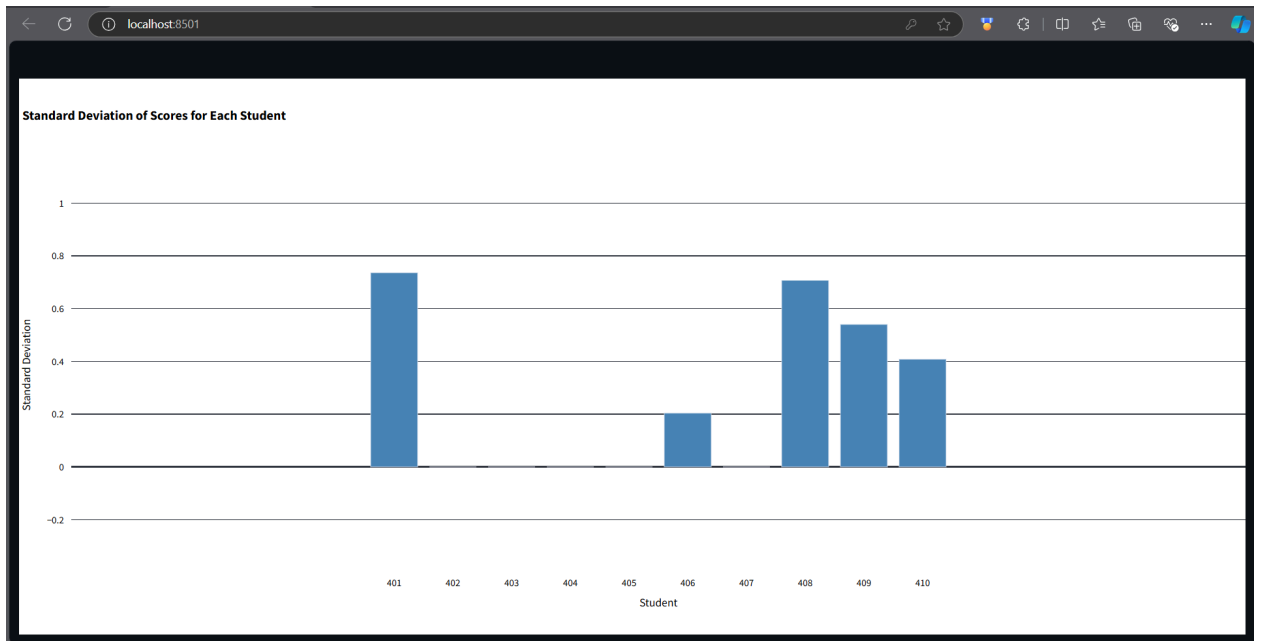 localhost:8501
Standard Deviation of Scores for Each Student
1
0.8
0.6
0.4
0.2
0
−0.2
Standard Deviation
401 402 403 404 405 406 407 408 409 410
Student